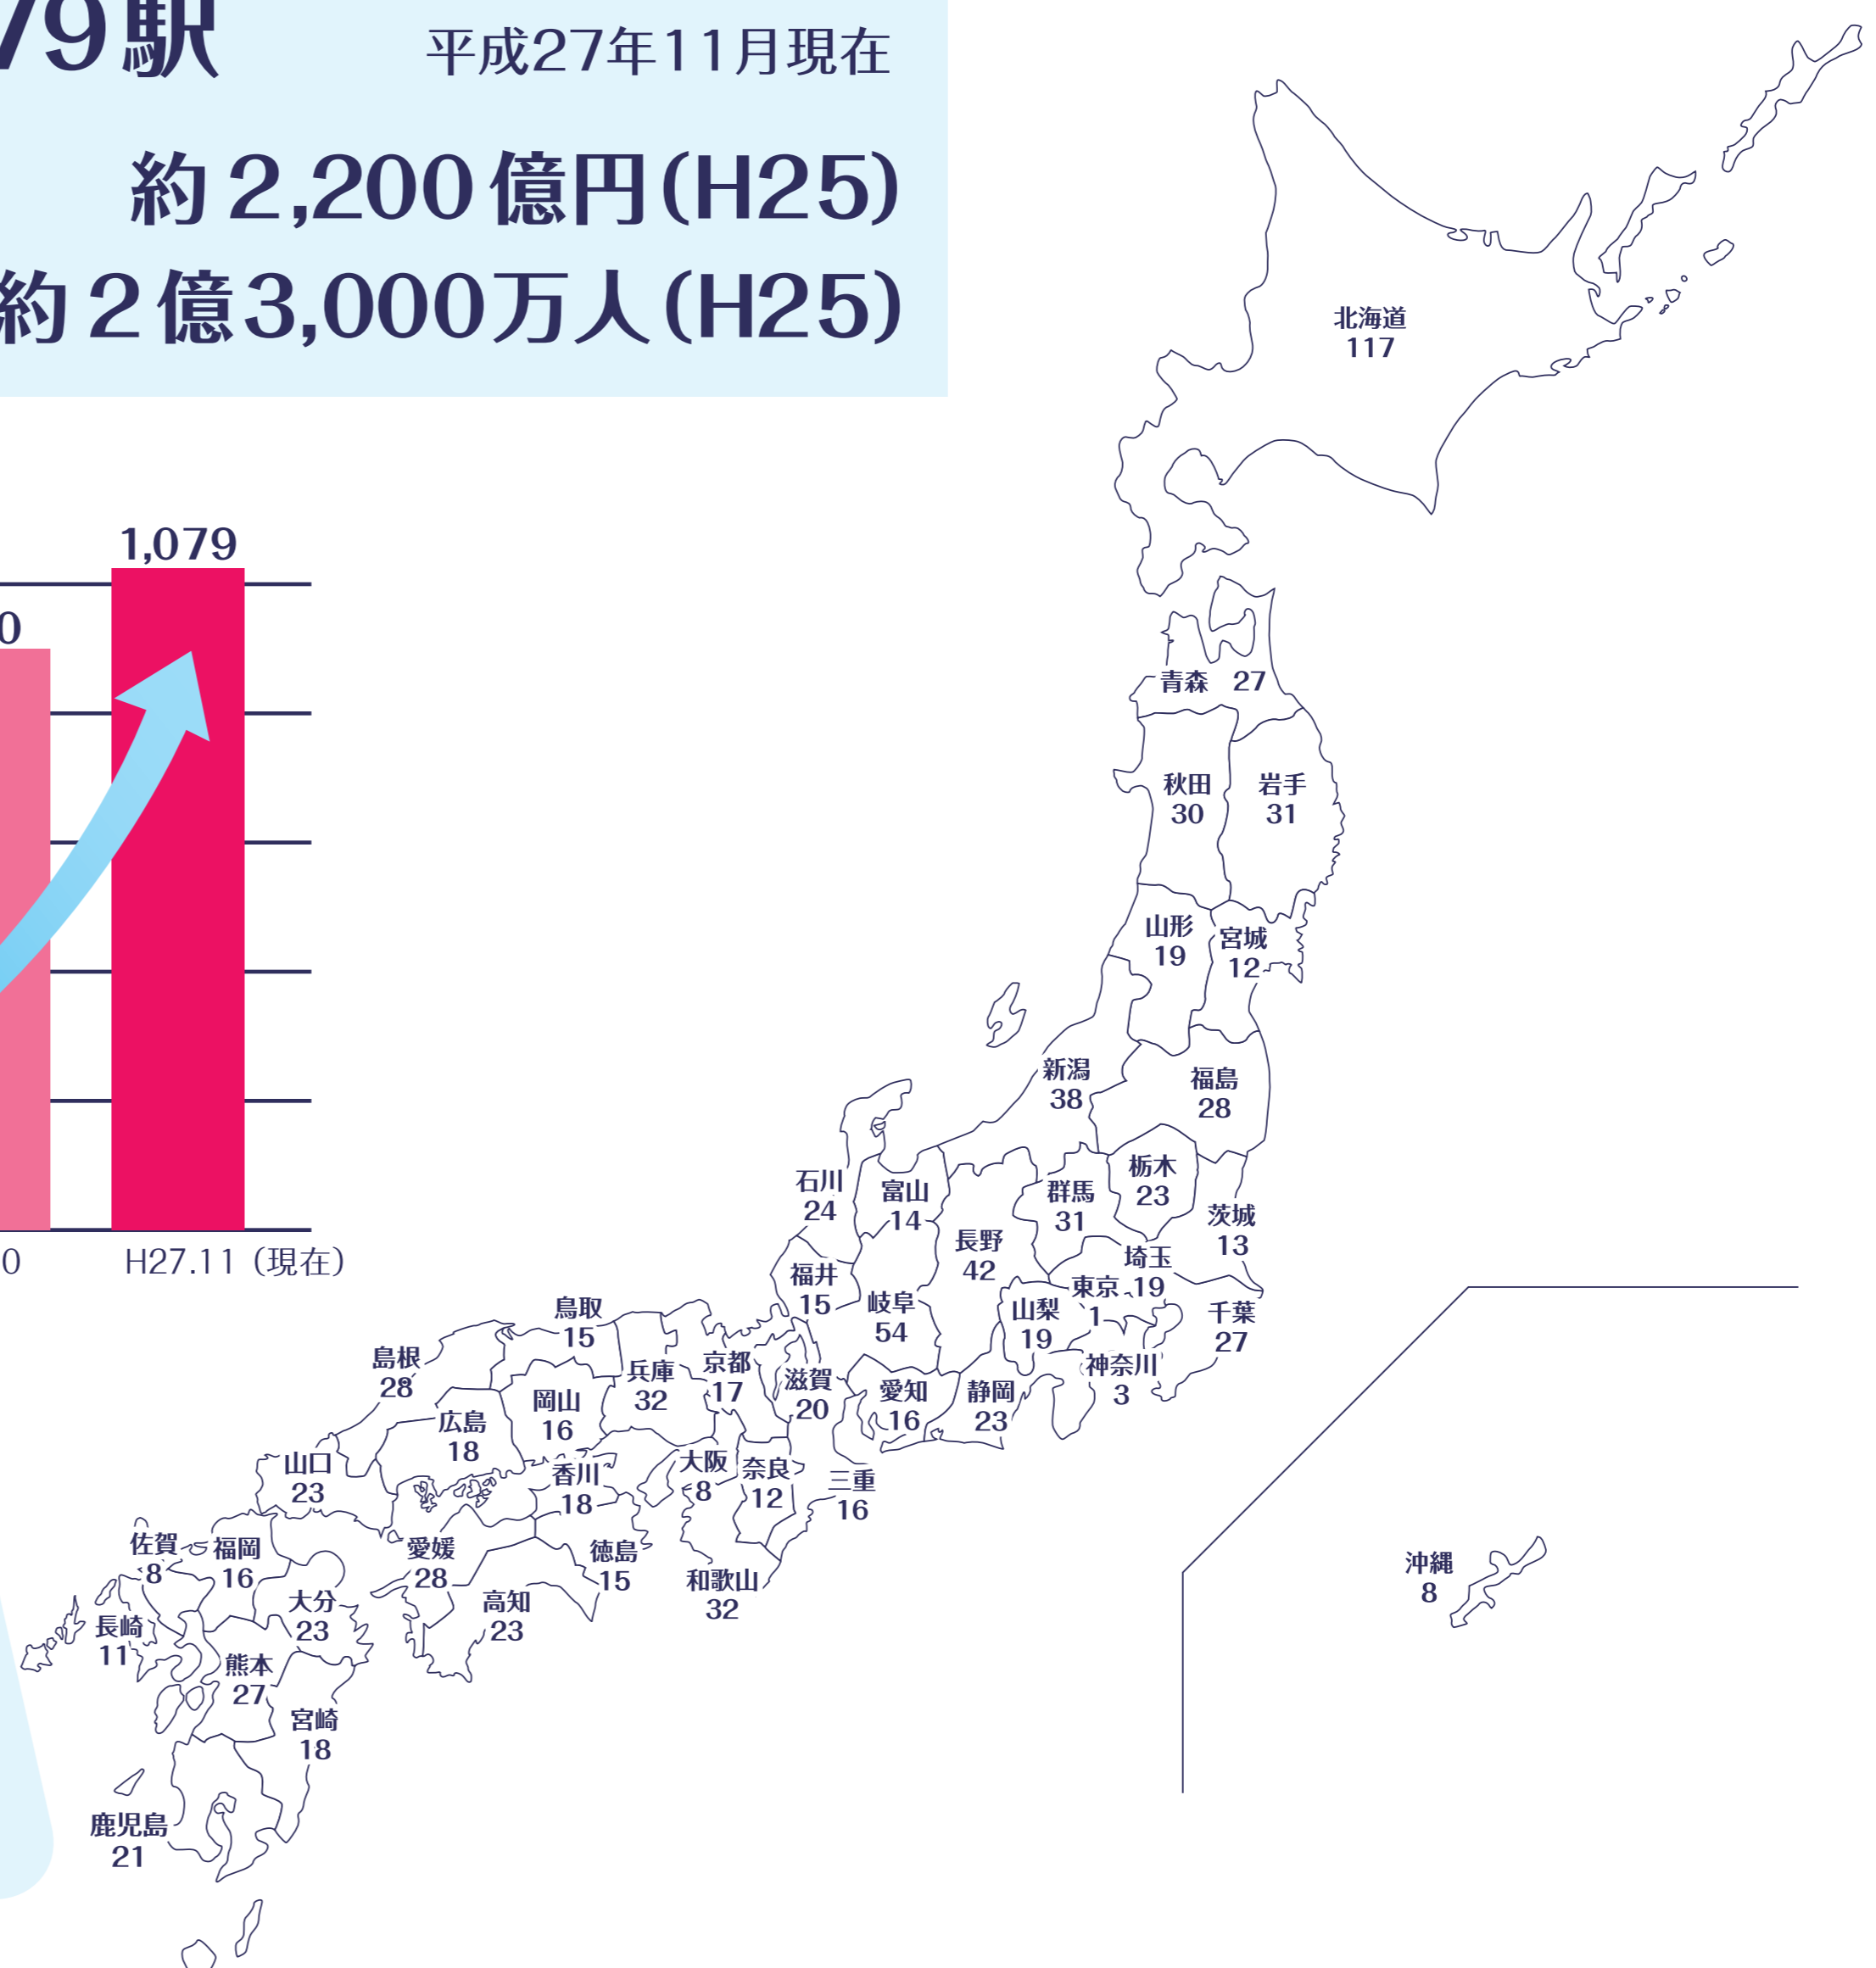 79駅
平成27年11月現在
約2,200億円(H25)
約2億3,000万人(H25)
1,079
0
0
H27.11（現在）
北海道
117
青森 27
秋田
30
岩手
31
山形
19
宮城
12
新潟
38
福島
28
石川
24
富山
14
栃木
23
群馬
31
茨城
13
長野
42
埼玉
19
福井
15
岐阜
54
東京
1
山梨
19
千葉
27
神奈川
3
鳥取
15
島根
28
兵庫
32
京都
17
滋賀
20
愛知
16
静岡
23
岡山
16
広島
18
山口
23
香川
18
大阪
8
奈良
12
三重
16
佐賀
8
福岡
16
愛媛
28
徳島
15
和歌山
32
大分
23
高知
23
長崎
11
熊本
27
宮崎
18
鹿児島
21
沖縄
8